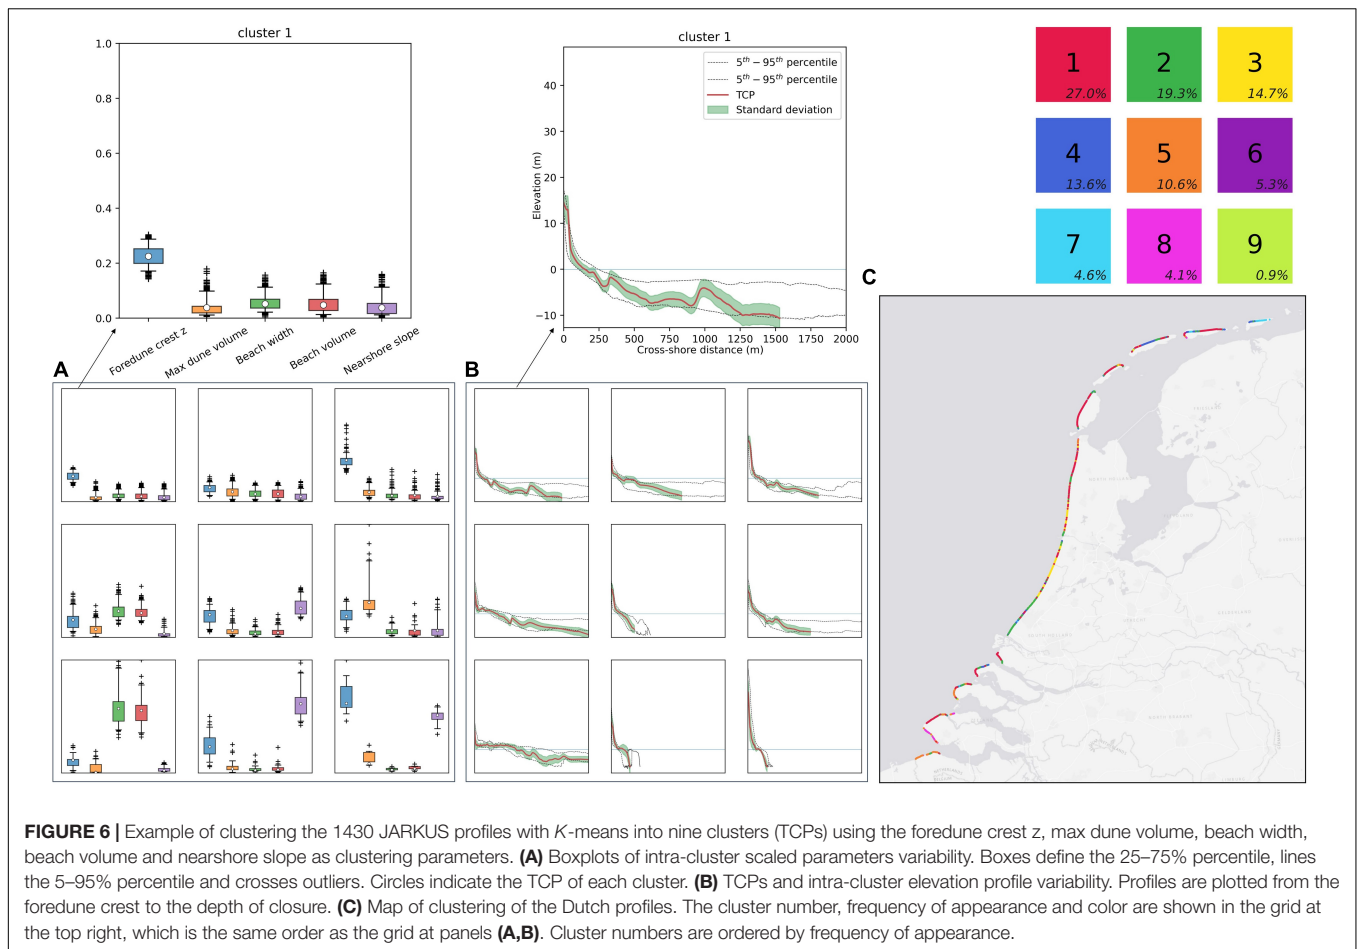 cluster 1
1.0
0.8
0.6
0.4
0.2
0.0
Foredune crest z
Max dune volume
Beach width
Beach volume
Nearshore slope
A
cluster 1
5th − 95th percentile
5th − 95th percentile
TCP
Standard deviation
Elevation (m)
40
30
20
10
0
−10
0 250 500 750 1000 1250 1500 1750 2000
Cross-shore distance (m)
B
1 2 3
27.0% 19.3% 14.7%
4 5 6
13.6% 10.6% 5.3%
7 8 9
4.6% 4.1% 0.9%
C
FIGURE 6 | Example of clustering the 1430 JARKUS profiles with K-means into nine clusters (TCPs) using the foredune crest z, max dune volume, beach width,
beach volume and nearshore slope as clustering parameters. (A) Boxplots of intra-cluster scaled parameters variability. Boxes define the 25–75% percentile, lines
the 5–95% percentile and crosses outliers. Circles indicate the TCP of each cluster. (B) TCPs and intra-cluster elevation profile variability. Profiles are plotted from the
foredune crest to the depth of closure. (C) Map of clustering of the Dutch profiles. The cluster number, frequency of appearance and color are shown in the grid at
the top right, which is the same order as the grid at panels (A,B). Cluster numbers are ordered by frequency of appearance.